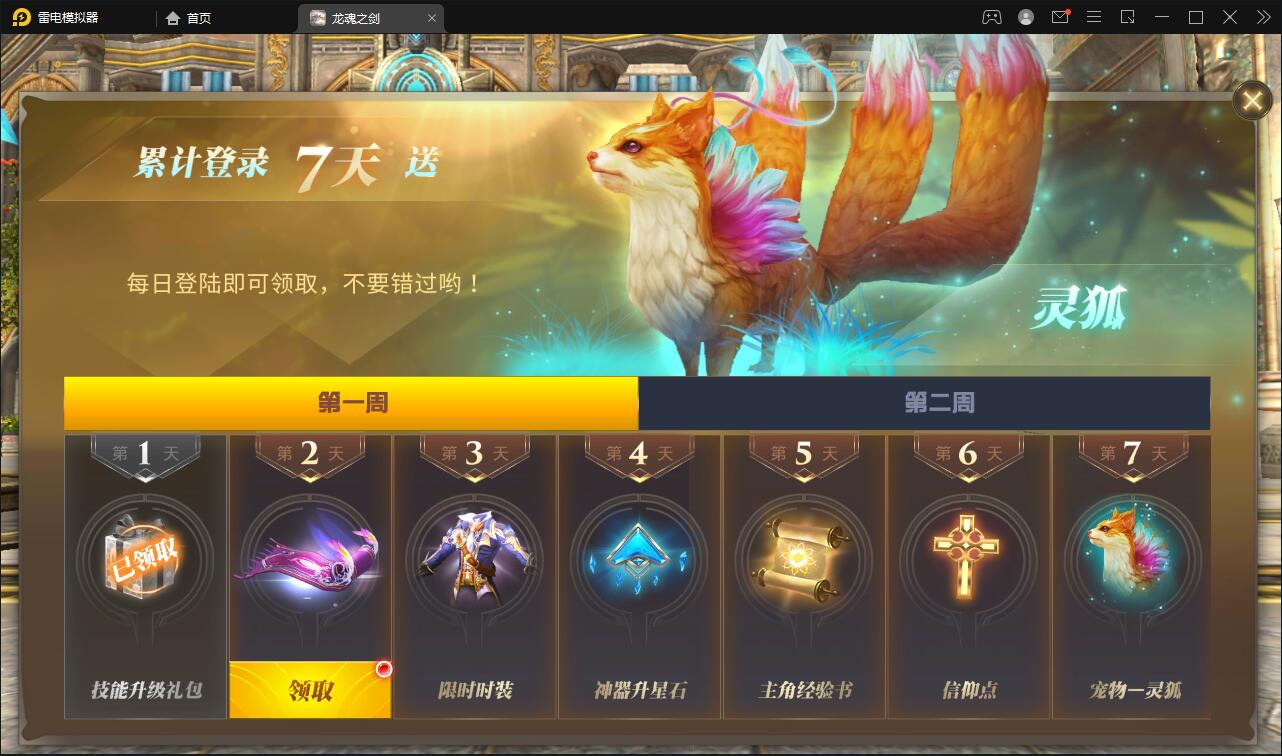 雷电模拟器
首页
龙魂之剑
累计登录 7天 送
每日登陆即可领取，不要错过哟！
灵狐
第一周
第二周
第 1 天
第 2 天
第 3 天
第 4 天
第 5 天
第 6 天
第 7 天
已领取
技能升级礼包
领取
限时时装
神器升星石
主角经验书
信仰点
宠物—灵狐